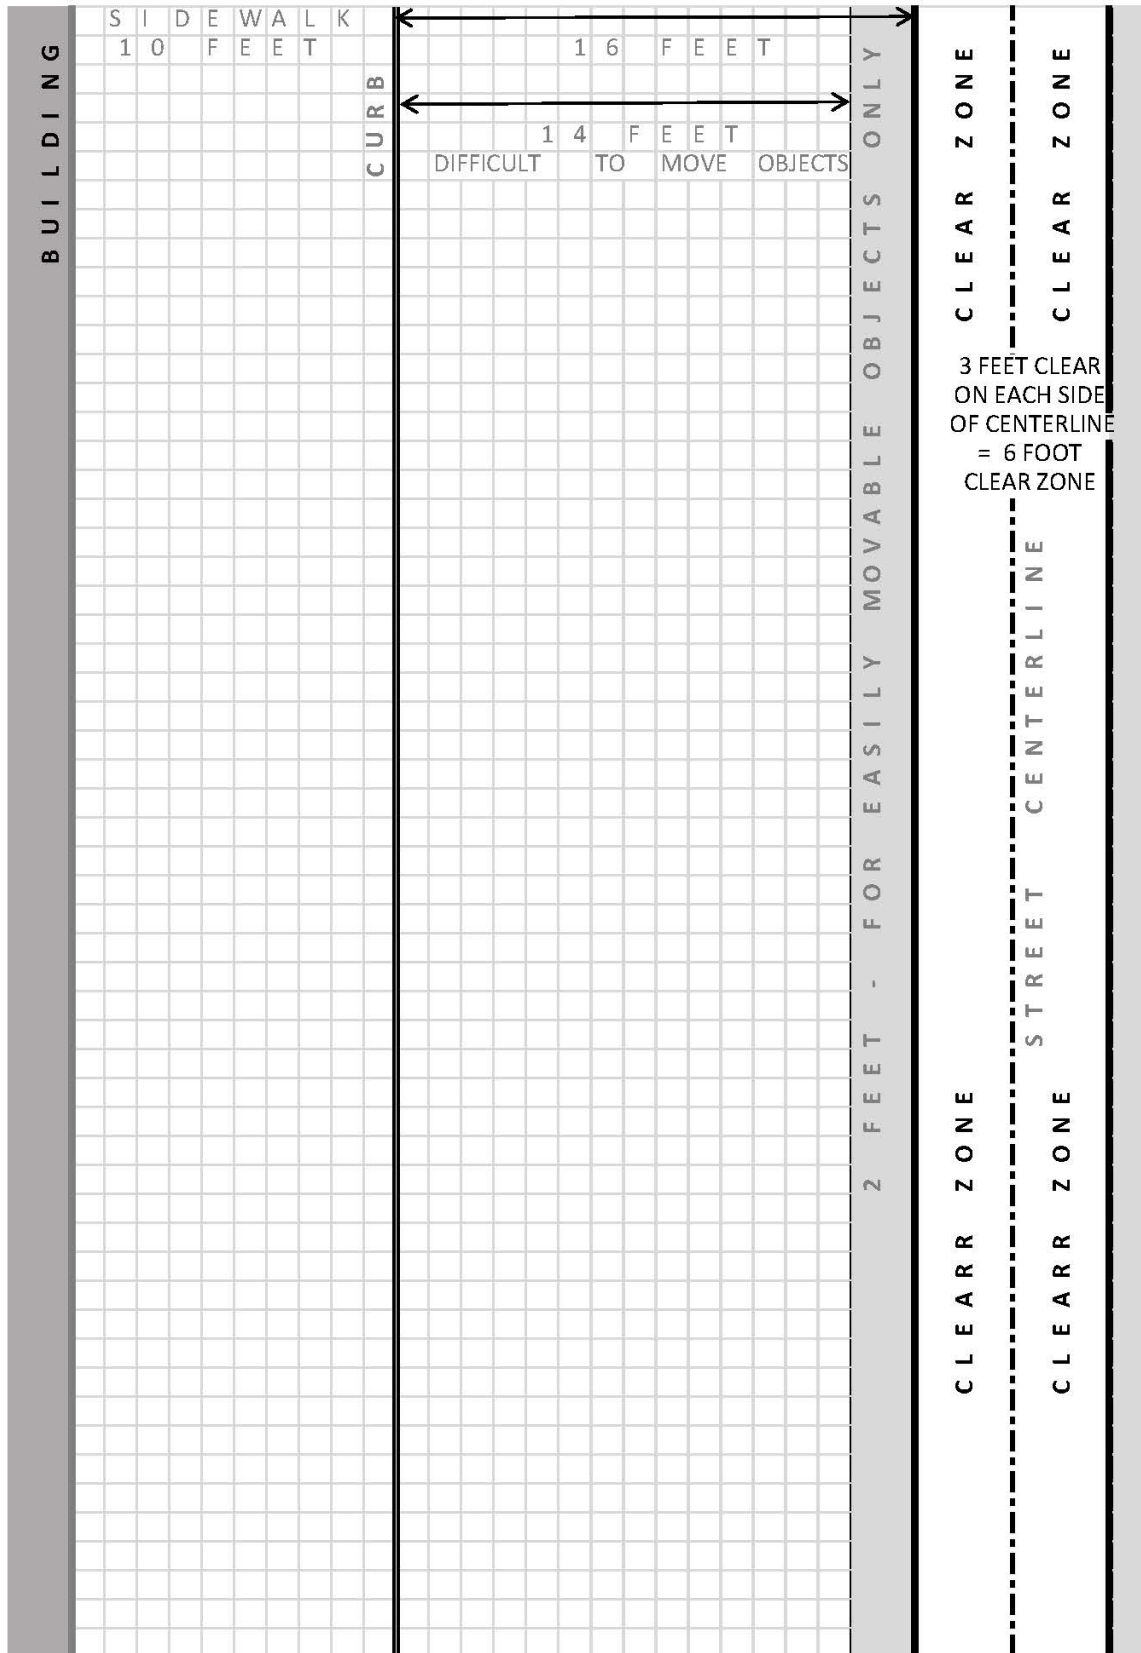 SIDEWALK
10 FEET
16 FEET
14 FEET
DIFFICULT TO MOVE OBJECTS
BUILDING
CURB
2 FEET - FOR EASILY MOVABLE OBJECTS ONLY
CLEAR ZONE
CLEAR ZONE
3 FEET CLEAR
ON EACH SIDE
OF CENTERLINE
= 6 FOOT
CLEAR ZONE
STREET CENTERLINE
CLEARR ZONE
CLEARR ZONE